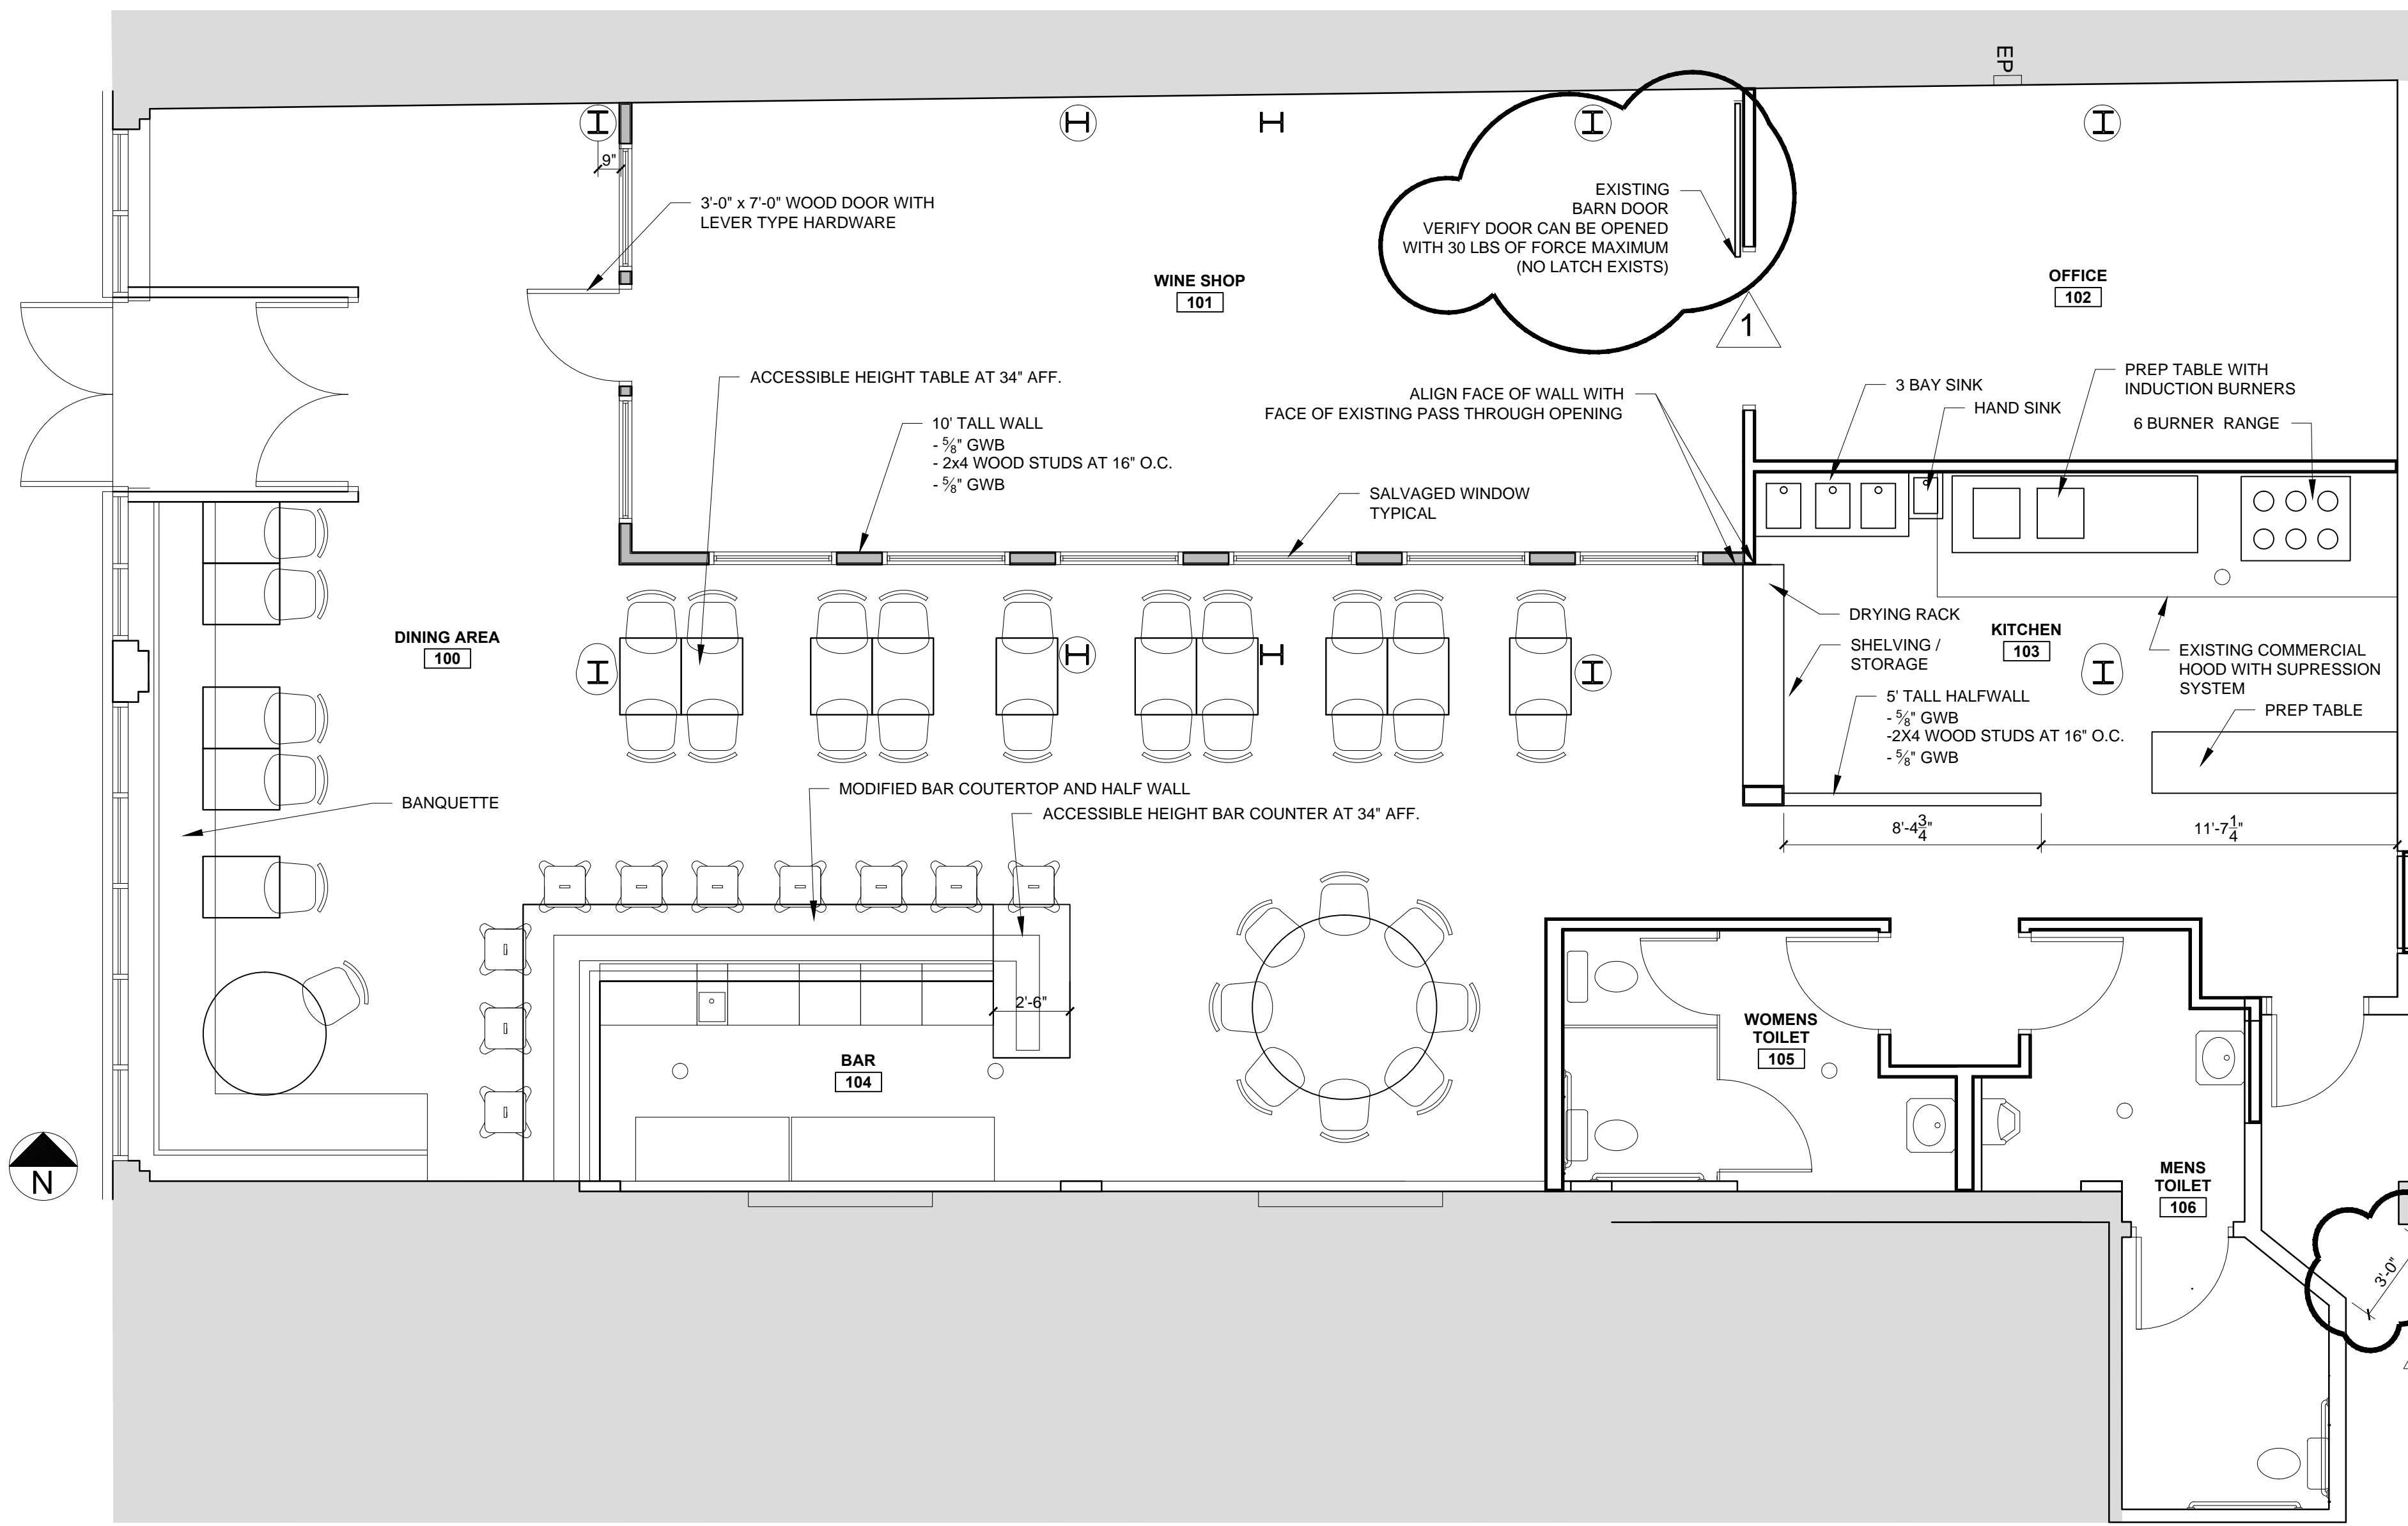 EP
9"
3'-0" x 7'-0" WOOD DOOR WITH
LEVER TYPE HARDWARE
EXISTING
BARN DOOR
VERIFY DOOR CAN BE OPENED
WITH 30 LBS OF FORCE MAXIMUM
(NO LATCH EXISTS)
WINE SHOP
101
OFFICE
102
1
ACCESSIBLE HEIGHT TABLE AT 34" AFF.
10' TALL WALL
- 5/8" GWB
- 2x4 WOOD STUDS AT 16" O.C.
- 5/8" GWB
ALIGN FACE OF WALL WITH
FACE OF EXISTING PASS THROUGH OPENING
3 BAY SINK
HAND SINK
PREP TABLE WITH
INDUCTION BURNERS
6 BURNER RANGE
SALVAGED WINDOW
TYPICAL
DINING AREA
100
DRYING RACK
SHELVING /
STORAGE
KITCHEN
103
EXISTING COMMERCIAL
HOOD WITH SUPRESSION
SYSTEM
5' TALL HALFWALL
- 5/8" GWB
-2X4 WOOD STUDS AT 16" O.C.
- 5/8" GWB
PREP TABLE
BANQUETTE
MODIFIED BAR COUTERTOP AND HALF WALL
ACCESSIBLE HEIGHT BAR COUNTER AT 34" AFF.
8'-4 3/4"
11'-7 1/4"
2'-6"
BAR
104
WOMENS
TOILET
105
MENS
TOILET
106
N
3'-0"